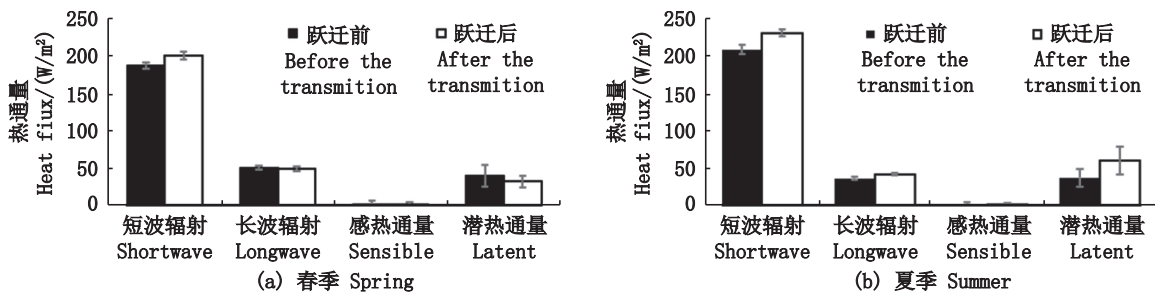 250
200
150
100
50
0
热通量
Heat fiux/(W/m²)
跃迁前
Before the
transmition
跃迁后
After the
transmition
短波辐射
Shortwave
长波辐射
Longwave
感热通量
Sensible
潜热通量
Latent
(a) 春季 Spring
250
200
150
100
50
0
热通量
Heat fiux/(W/m²)
跃迁前
Before the
transmition
跃迁后
After the
transmition
短波辐射
Shortwave
长波辐射
Longwave
感热通量
Sensible
潜热通量
Latent
(b) 夏季 Summer